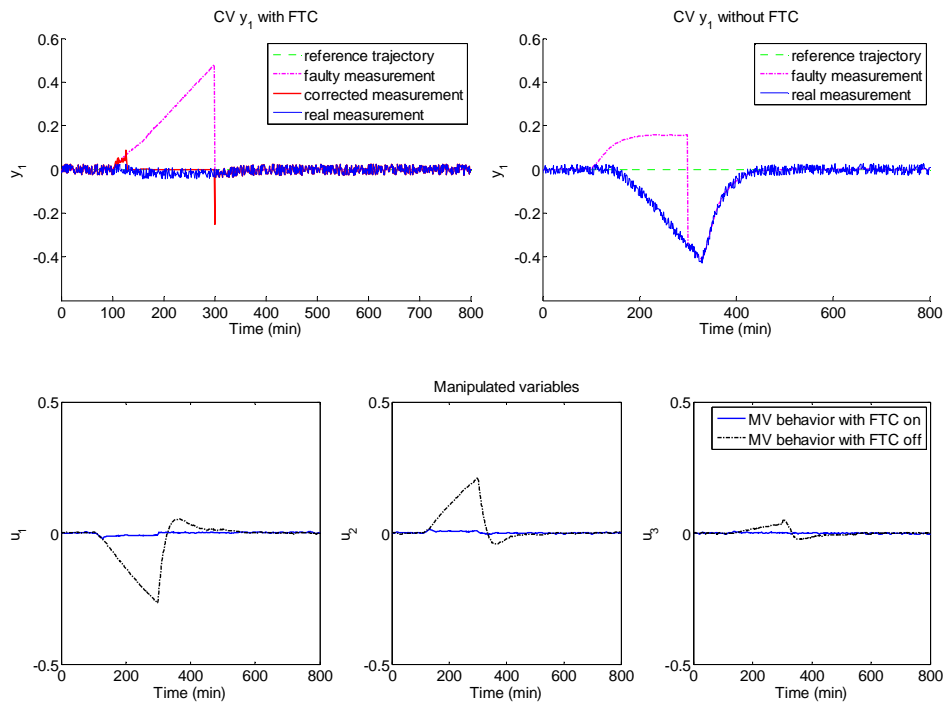 CV y1 with FTC
0.6
0.4
0.2
0
-0.2
-0.4
y1
reference trajectory
faulty measurement
corrected measurement
real measurement
0 100 200 300 400 500 600 700 800
Time (min)
CV y1 without FTC
0.6
0.4
0.2
0
-0.2
-0.4
y1
reference trajectory
faulty measurement
real measurement
0 200 400 600 800
Time (min)
Manipulated variables
0.5
0
-0.5
u1
0 200 400 600 800
Time (min)
0.5
0
-0.5
u2
0 200 400 600 800
Time (min)
0.5
0
-0.5
u3
MV behavior with FTC on
MV behavior with FTC off
0 200 400 600 800
Time (min)